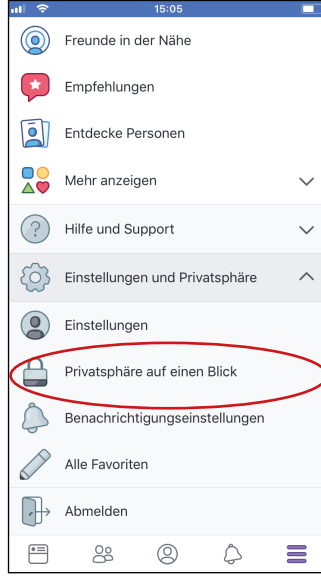 15:05
Freunde in der Nähe
Empfehlungen
Entdecke Personen
Mehr anzeigen
Hilfe und Support
Einstellungen und Privatsphäre
Einstellungen
Privatsphäre auf einen Blick
Benachrichtigungseinstellungen
Alle Favoriten
Abmelden